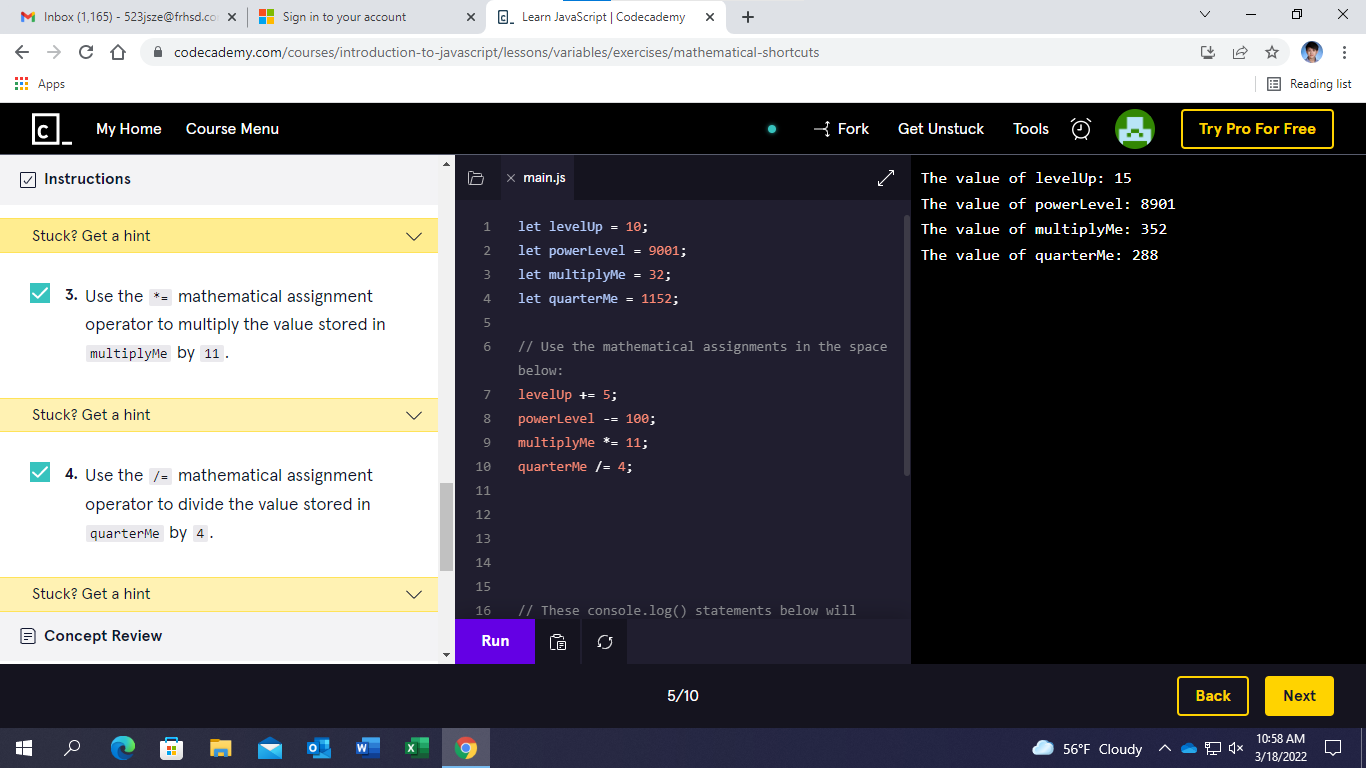 Inbox (1,165) - 523jsze@frhsd.co
Sign in to your account
Learn JavaScript | Codecademy
codecademy.com/courses/introduction-to-javascript/lessons/variables/exercises/mathematical-shortcuts
Apps
Reading list
c_
My Home
Course Menu
Fork
Get Unstuck
Tools
Try Pro For Free
Instructions
Stuck? Get a hint
3. Use the *= mathematical assignment
operator to multiply the value stored in
multiplyMe by 11.
Stuck? Get a hint
4. Use the /= mathematical assignment
operator to divide the value stored in
quarterMe by 4.
Stuck? Get a hint
Concept Review
main.js
1 let levelUp = 10;
2 let powerLevel = 9001;
3 let multiplyMe = 32;
4 let quarterMe = 1152;
5
6 // Use the mathematical assignments in the space
below:
7 levelUp += 5;
8 powerLevel -= 100;
9 multiplyMe *= 11;
10 quarterMe /= 4;
11
12
13
14
15
16 // These console.log() statements below will
Run
The value of levelUp: 15
The value of powerLevel: 8901
The value of multiplyMe: 352
The value of quarterMe: 288
5/10
Back
Next
56°F Cloudy
10:58 AM
3/18/2022